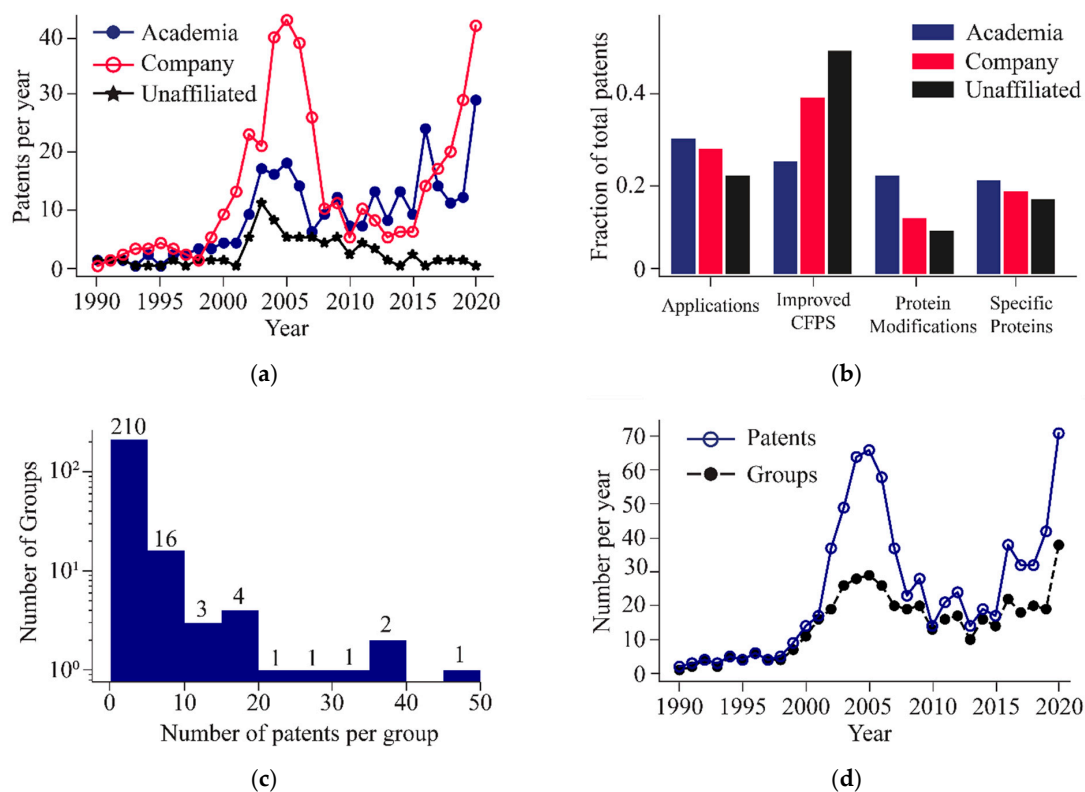 40
30
20
10
0
Patents per year
Academia
Company
Unaffiliated
1990 1995 2000 2005 2010 2015 2020
Year
(a)
0.4
0.2
0
Fraction of total patents
Academia
Company
Unaffiliated
Applications
Improved
CFPS
Protein
Modifications
Specific
Proteins
(b)
10²
10¹
10⁰
Number of Groups
210
16
3
4
1
1
1
2
1
0 10 20 30 40 50
Number of patents per group
(c)
70
60
50
40
30
20
10
0
Number per year
Patents
Groups
1990 1995 2000 2005 2010 2015 2020
Year
(d)